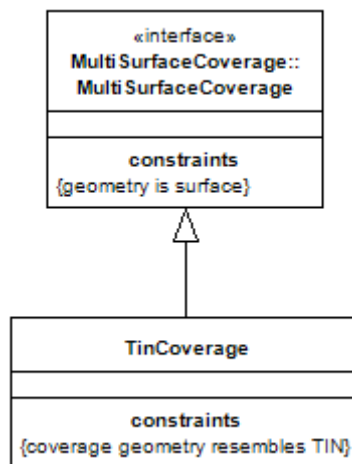 «interface»
MultiSurfaceCoverage::
MultiSurfaceCoverage
constraints
{geometry is surface}
TinCoverage
constraints
{coverage geometry resembles TIN}